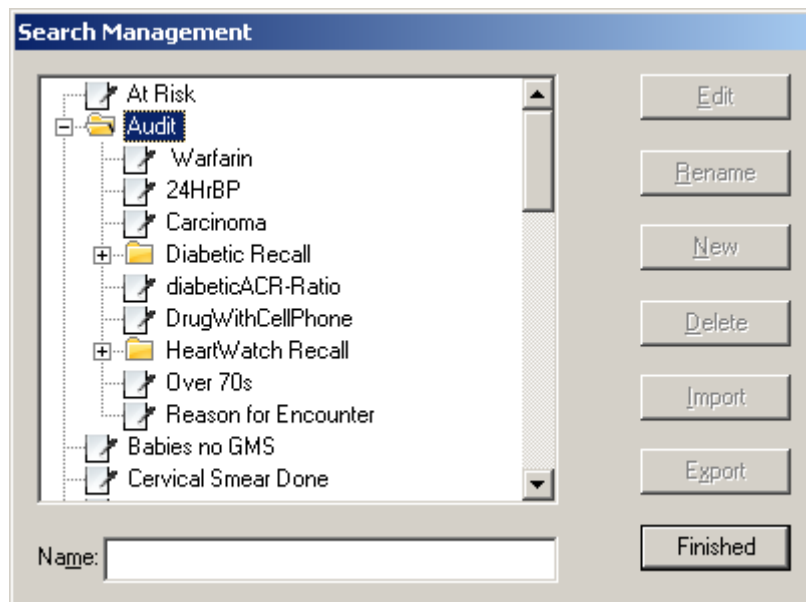 Search Management
At Risk
Audit
Warfarin
24HrBP
Carcinoma
Diabetic Recall
diabeticACR-Ratio
DrugWithCellPhone
HeartWatch Recall
Over 70s
Reason for Encounter
Babies no GMS
Cervical Smear Done
Name:
Edit
Rename
New
Delete
Import
Export
Finished